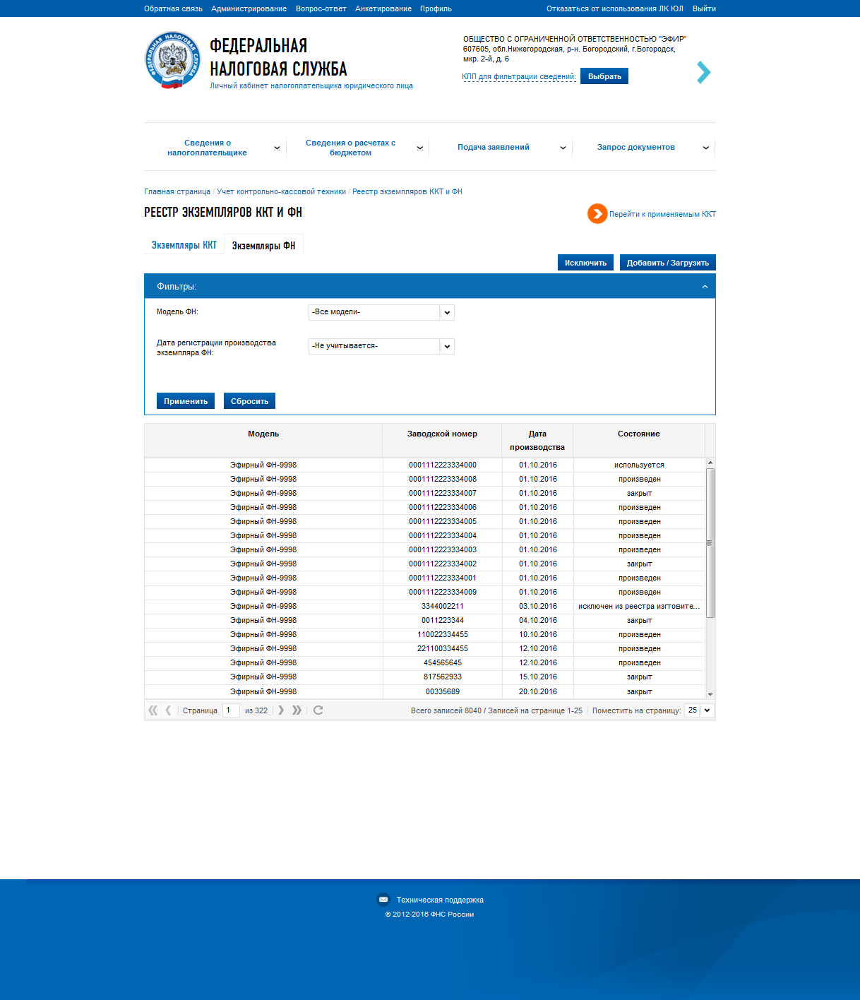 Обратная связь Администрирование Вопрос-ответ Анкетирование Профиль Отказаться от использования ЛК ЮЛ Выйти
ФЕДЕРАЛЬНАЯ НАЛОГОВАЯ СЛУЖБА
ФЕДЕРАЛЬНАЯ
НАЛОГОВАЯ СЛУЖБА
Личный кабинет налогоплательщика юридического лица
ОБЩЕСТВО С ОГРАНИЧЕННОЙ ОТВЕТСТВЕННОСТЬЮ "ЭФИР"
607605, обл.Нижегородская, р-н. Богородский, г.Богородск,
мкр. 2-й, д. 6
КПП для фильтрации сведений: Выбрать
Сведения о
налогоплательщике
Сведения о расчетах с
бюджетом
Подача заявлений
Запрос документов
Главная страница / Учет контрольно-кассовой техники / Реестр экземпляров ККТ и ФН
РЕЕСТР ЭКЗЕМПЛЯРОВ ККТ И ФН
Перейти к применяемым ККТ
Экземпляры ККТ Экземпляры ФН
Исключить Добавить / Загрузить
Фильтры:
Модель ФН: -Все модели-
Дата регистрации производства
экземпляра ФН:
-Не учитывается-
Применить Сбросить
Модель Заводской номер Дата
производства
Состояние
Эфирный ФН-9998 0001112223334000 01.10.2016 используется
Эфирный ФН-9998 0001112223334008 01.10.2016 произведен
Эфирный ФН-9998 0001112223334007 01.10.2016 закрыт
Эфирный ФН-9998 0001112223334006 01.10.2016 произведен
Эфирный ФН-9998 0001112223334005 01.10.2016 произведен
Эфирный ФН-9998 0001112223334004 01.10.2016 произведен
Эфирный ФН-9998 0001112223334003 01.10.2016 произведен
Эфирный ФН-9998 0001112223334002 01.10.2016 закрыт
Эфирный ФН-9998 0001112223334001 01.10.2016 произведен
Эфирный ФН-9998 0001112223334009 01.10.2016 произведен
Эфирный ФН-9998 3344002211 03.10.2016 исключен из реестра изгтовите...
Эфирный ФН-9998 0011223344 04.10.2016 закрыт
Эфирный ФН-9998 110022334455 10.10.2016 произведен
Эфирный ФН-9998 221100334455 12.10.2016 произведен
Эфирный ФН-9998 454565645 12.10.2016 произведен
Эфирный ФН-9998 817562933 15.10.2016 закрыт
Эфирный ФН-9998 00335689 20.10.2016 закрыт
Страница 1 из 322 Всего записей 8040 / Записей на странице 1-25 Поместить на страницу: 25
Техническая поддержка
© 2012-2016 ФНС России